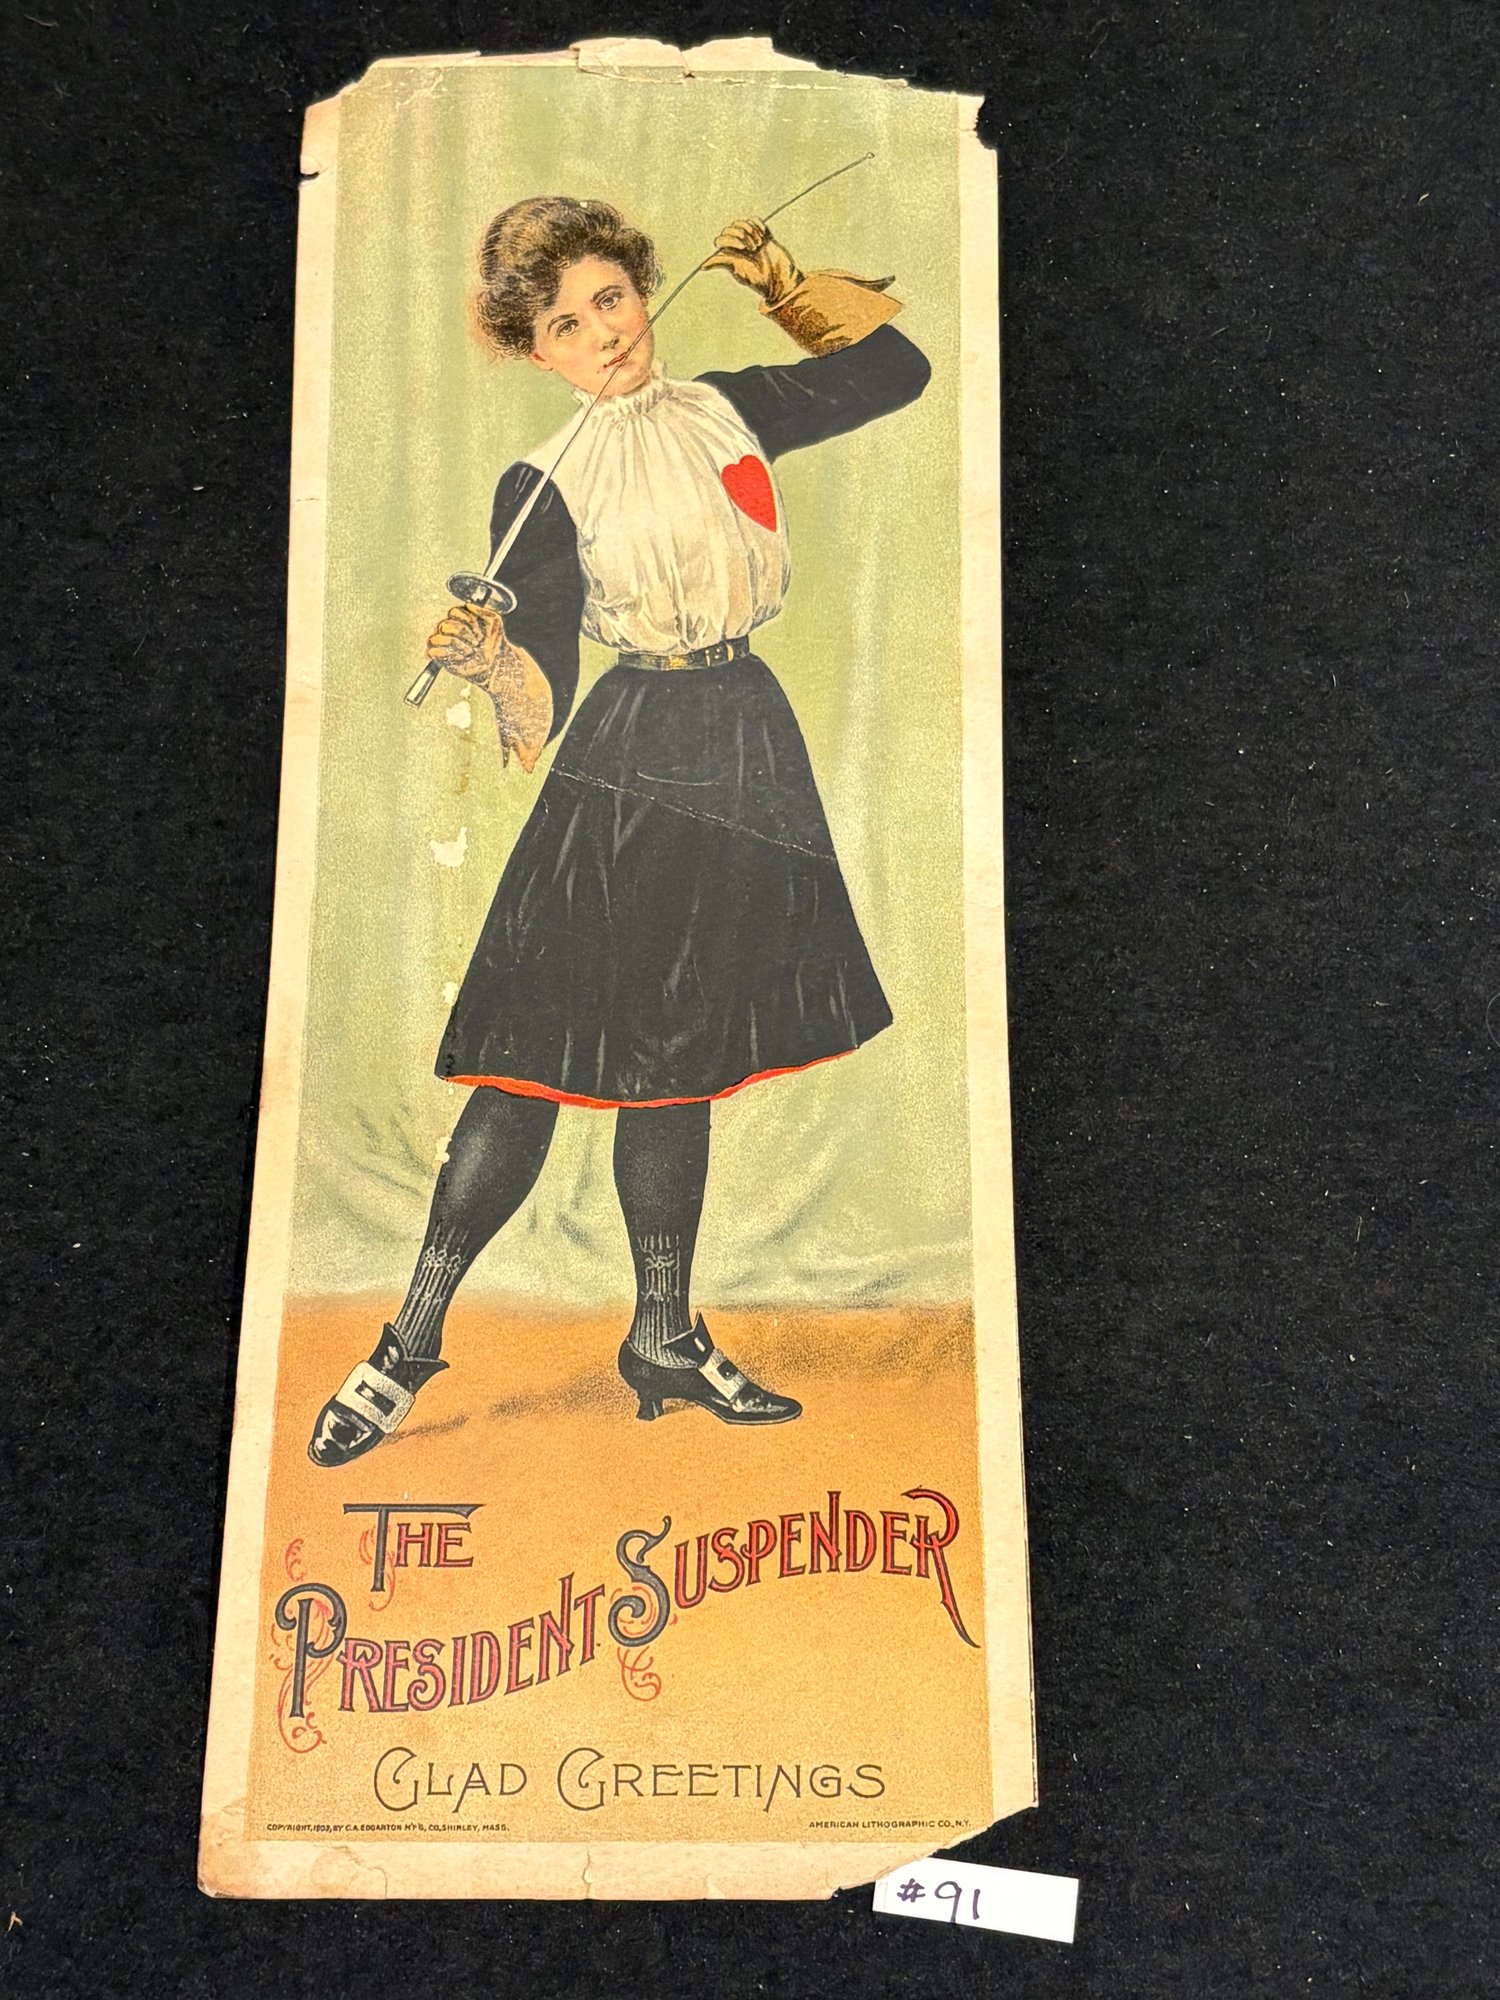 THE
PRESIDENT SUSPENDER
GLAD GREETINGS
COPYRIGHT, 1903, BY C.A. EDGARTON M'F'G. CO., SHIRLEY, MASS.
AMERICAN LITHOGRAPHIC CO., N.Y.
#91